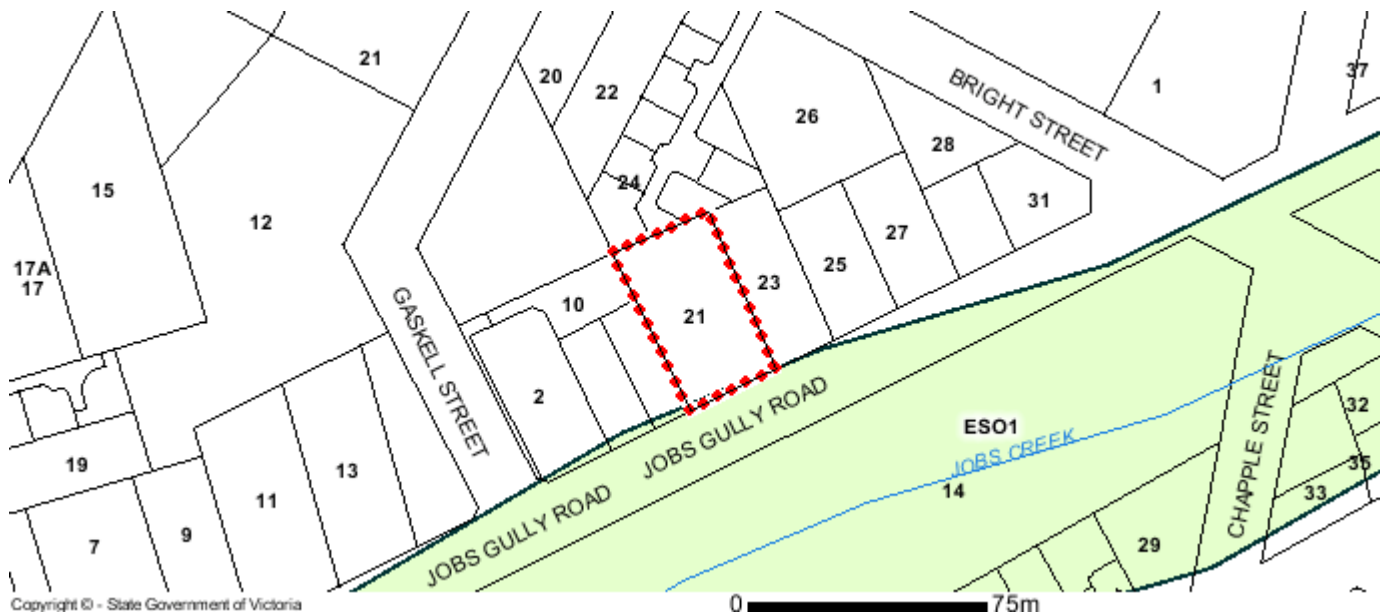 21
20
22
26
BRIGHT STREET
1
37
28
15
24
12
31
27
17A
17
23
25
10
21
GASKELL STREET
2
JOBS GULLY ROAD
ESO1
JOBS CREEK
CHAPPLE STREET
32
19
13
11
14
35
33
7
9
JOBS GULLY ROAD
29
Copyright © - State Government of Victoria
0
75m